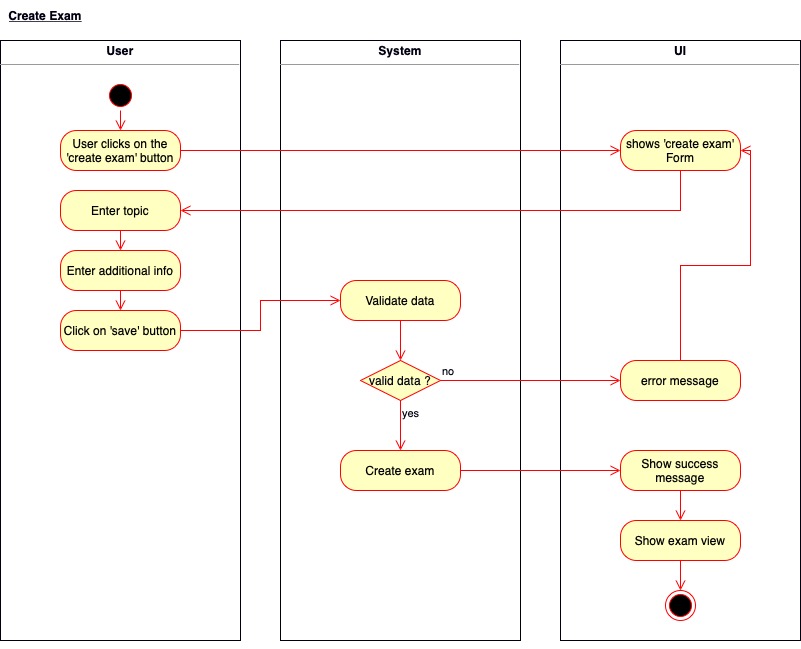 Create Exam
User
System
UI
User clicks on the
'create exam' button
shows 'create exam'
Form
Enter topic
Enter additional info
Click on 'save' button
Validate data
valid data ?
no
error message
yes
Create exam
Show success
message
Show exam view